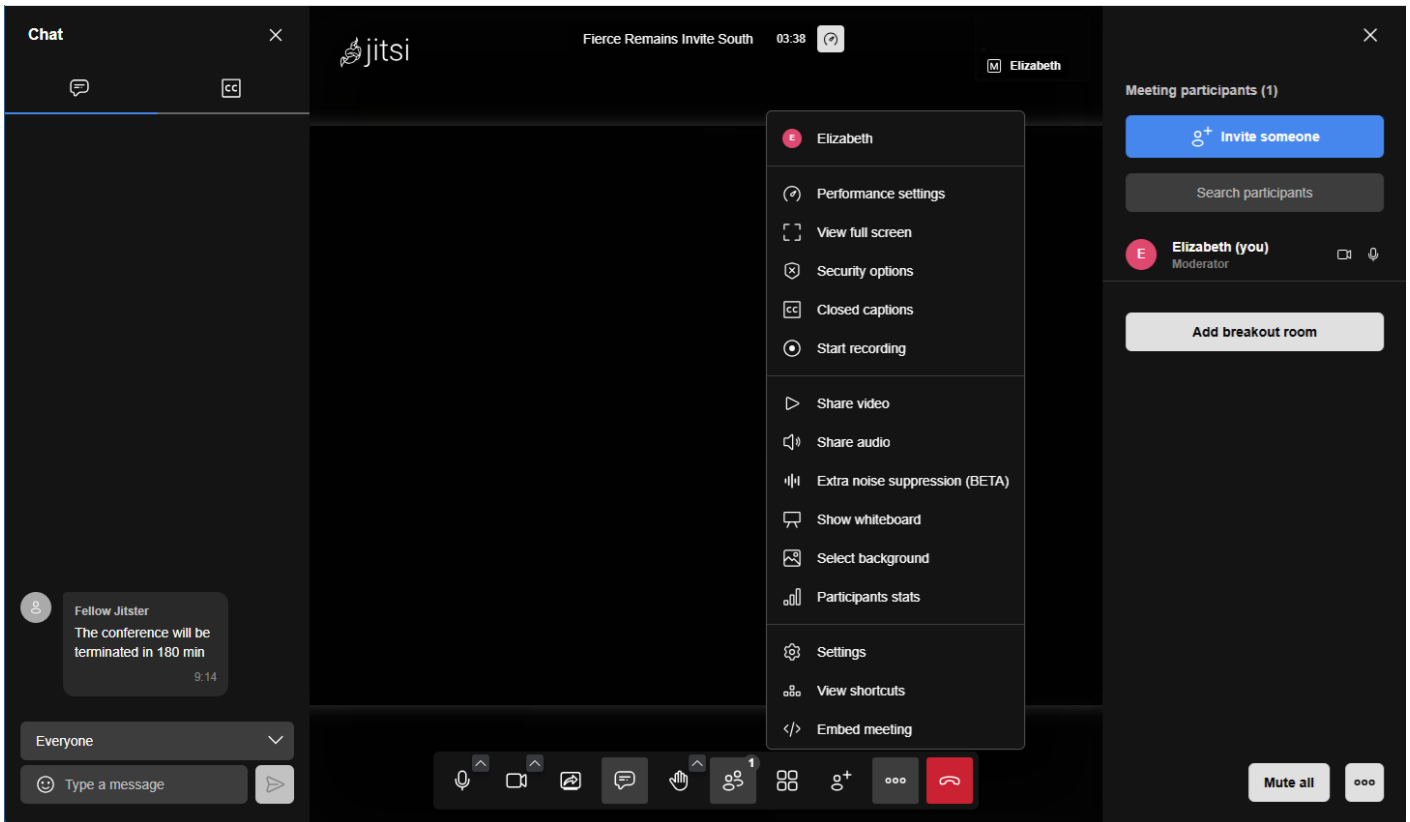 Chat
CC
Fellow Jitster
The conference will be
terminated in 180 min
9:14
Everyone
Type a message
jitsi
Fierce Remains Invite South 03:38
M Elizabeth
E Elizabeth
Performance settings
View full screen
Security options
CC Closed captions
Start recording
Share video
Share audio
Extra noise suppression (BETA)
Show whiteboard
Select background
Participants stats
Settings
View shortcuts
Embed meeting
1
Meeting participants (1)
Invite someone
Search participants
E Elizabeth (you)
Moderator
Add breakout room
Mute all